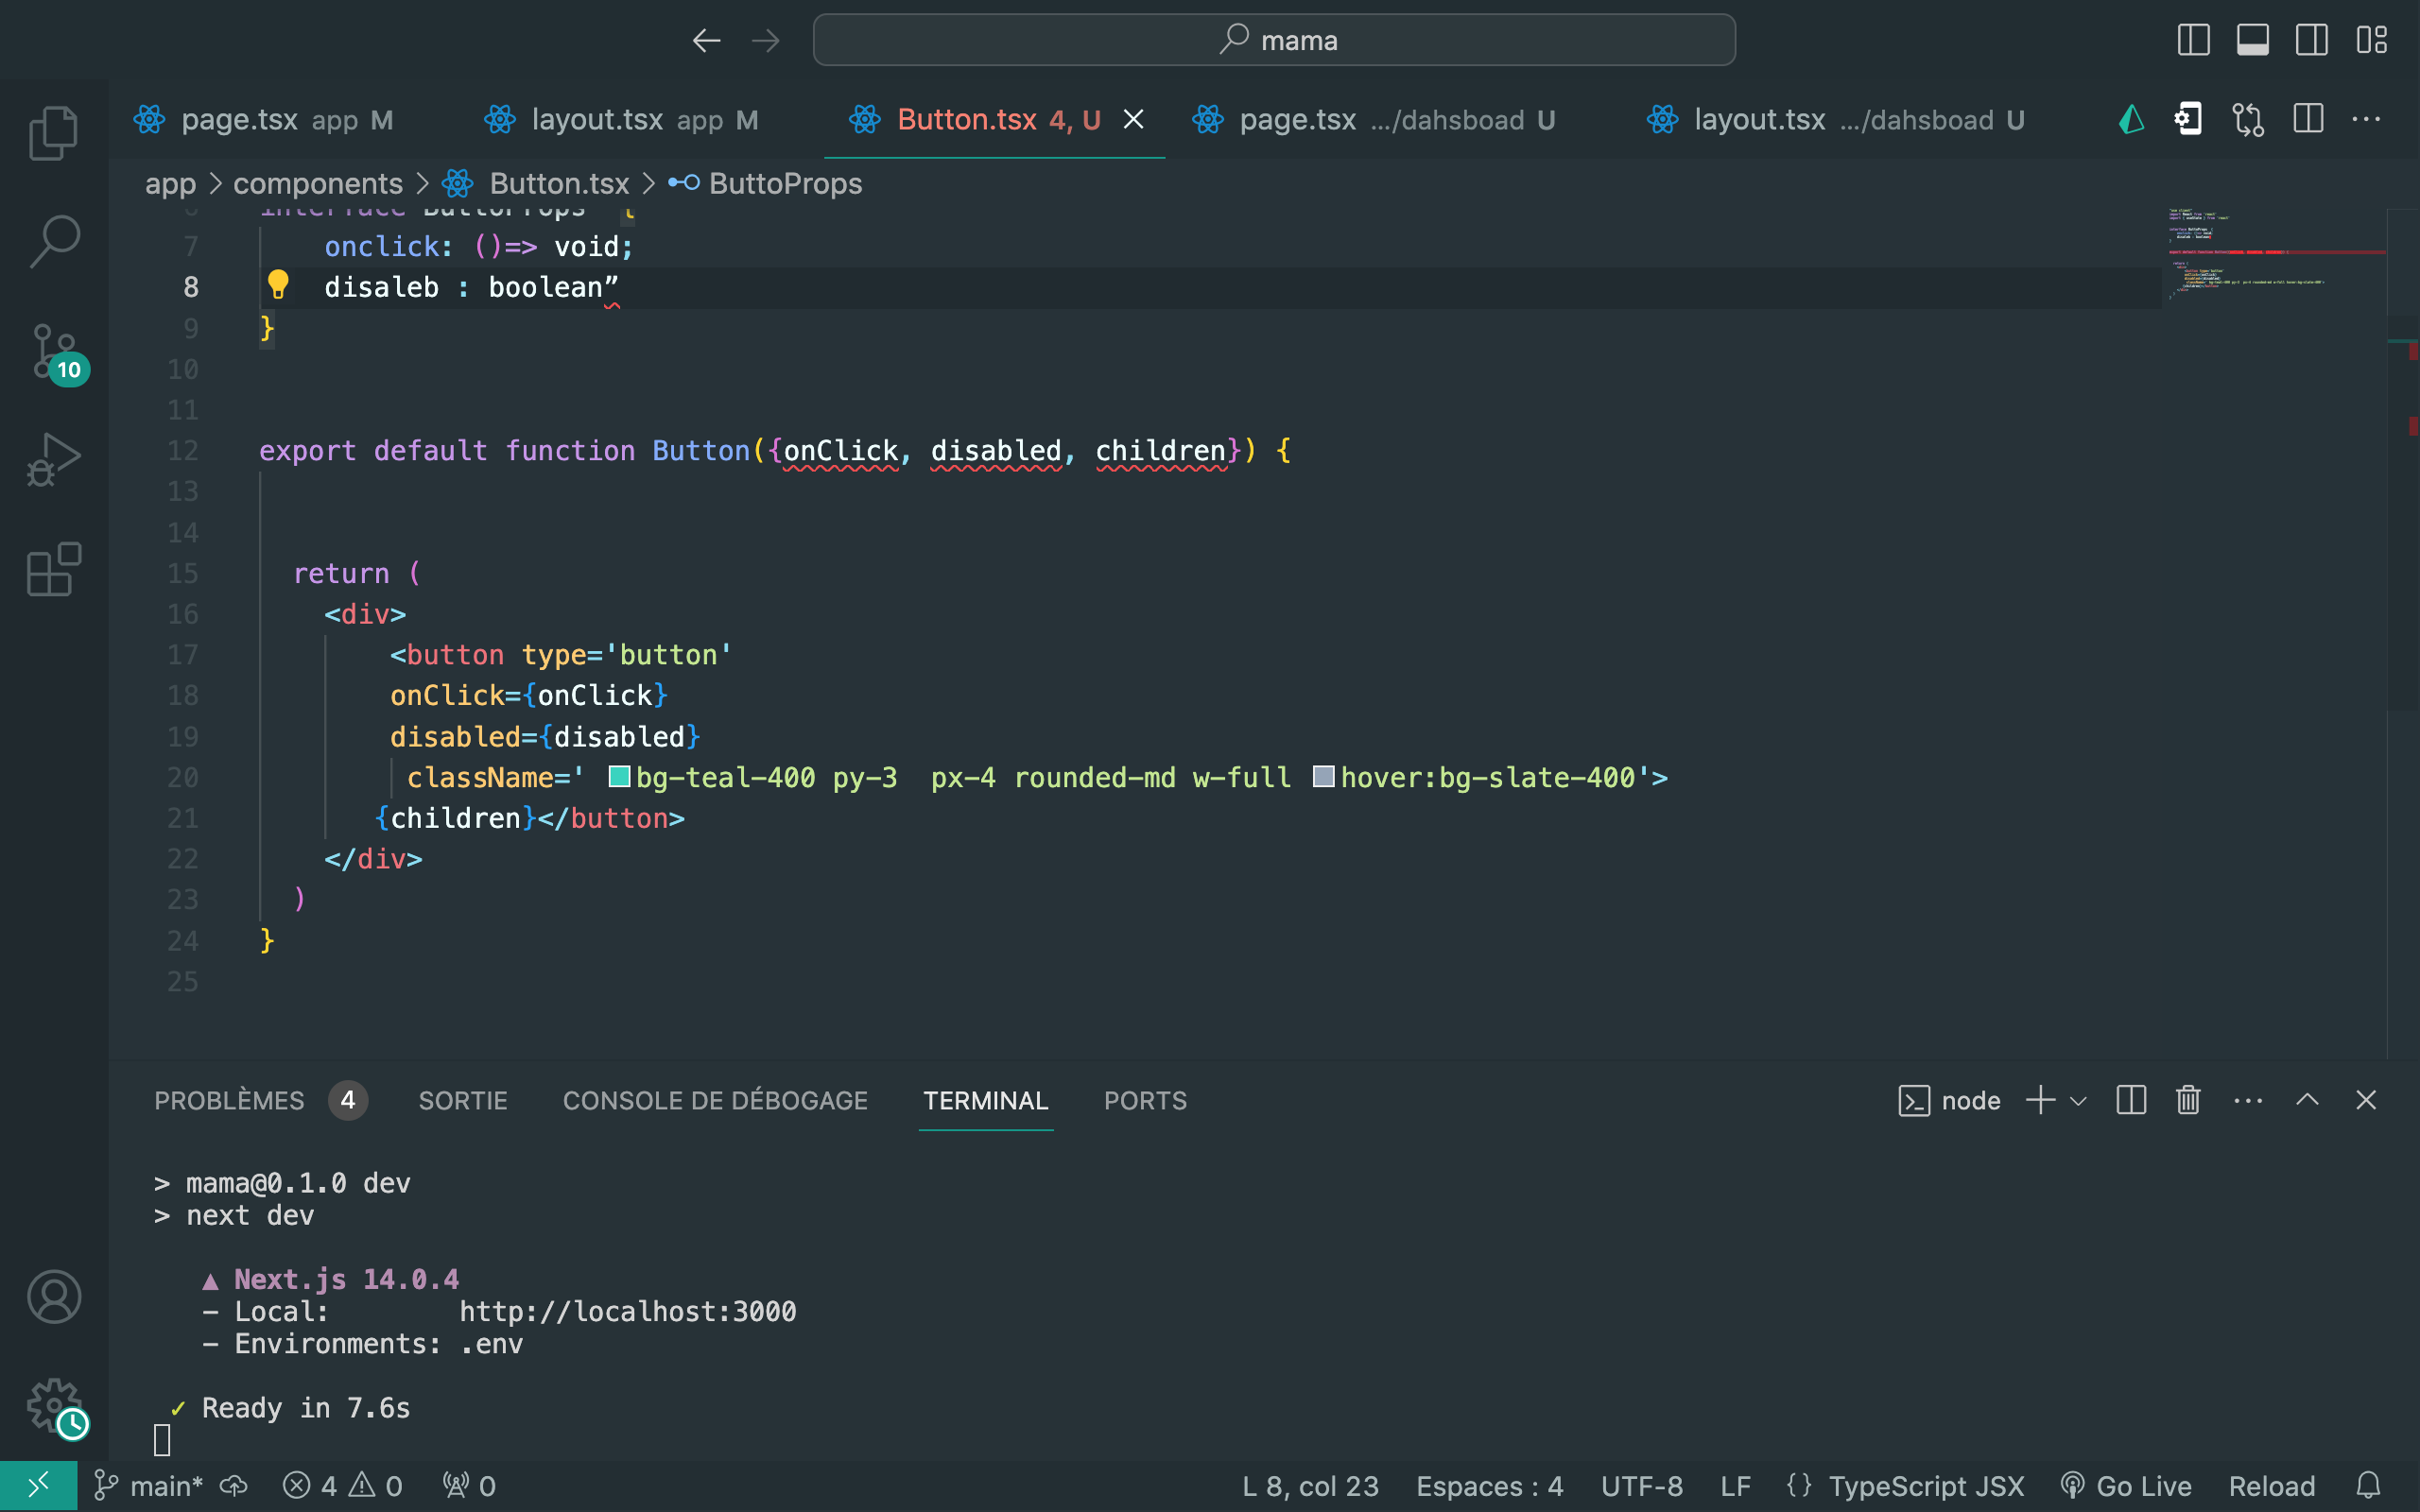 mama
page.tsx app M
layout.tsx app M
Button.tsx 4, U
page.tsx .../dahsboad U
layout.tsx .../dahsboad U
app > components > Button.tsx > ButtoProps
6 interface ButtoProps {
7 onclick: ()=> void;
8 disaleb : boolean”
9 }
10
11
12 export default function Button({onClick, disabled, children}) {
13
14
15 return (
16 <div>
17 <button type='button'
18 onClick={onClick}
19 disabled={disabled}
20 className=' bg-teal-400 py-3  px-4 rounded-md w-full hover:bg-slate-400'>
21 {children}</button>
22 </div>
23 )
24 }
25
10
PROBLÈMES 4 SORTIE CONSOLE DE DÉBOGAGE TERMINAL PORTS
node
> mama@0.1.0 dev
> next dev
▲ Next.js 14.0.4
- Local: http://localhost:3000
- Environments: .env
✓ Ready in 7.6s
main* 4 0 0 L 8, col 23 Espaces : 4 UTF-8 LF {} TypeScript JSX Go Live Reload